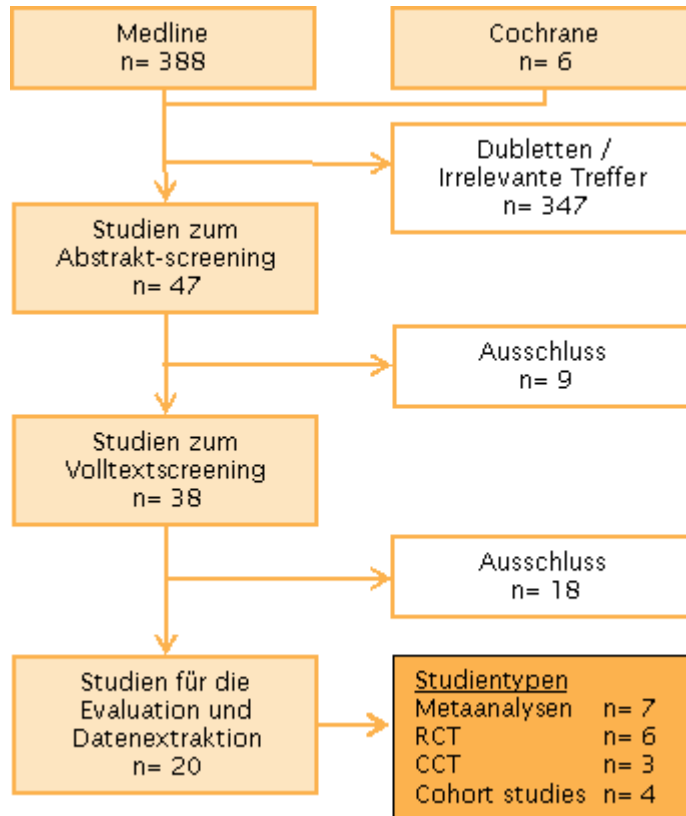 Medline
n= 388
Cochrane
n= 6
Dubletten /
Irrelevante Treffer
n= 347
Studien zum
Abstrakt-screening
n= 47
Ausschluss
n= 9
Studien zum
Volltextscreening
n= 38
Ausschluss
n= 18
Studien für die
Evaluation und
Datenextraktion
n= 20
Studientypen
Metaanalysen n= 7
RCT n= 6
CCT n= 3
Cohort studies n= 4